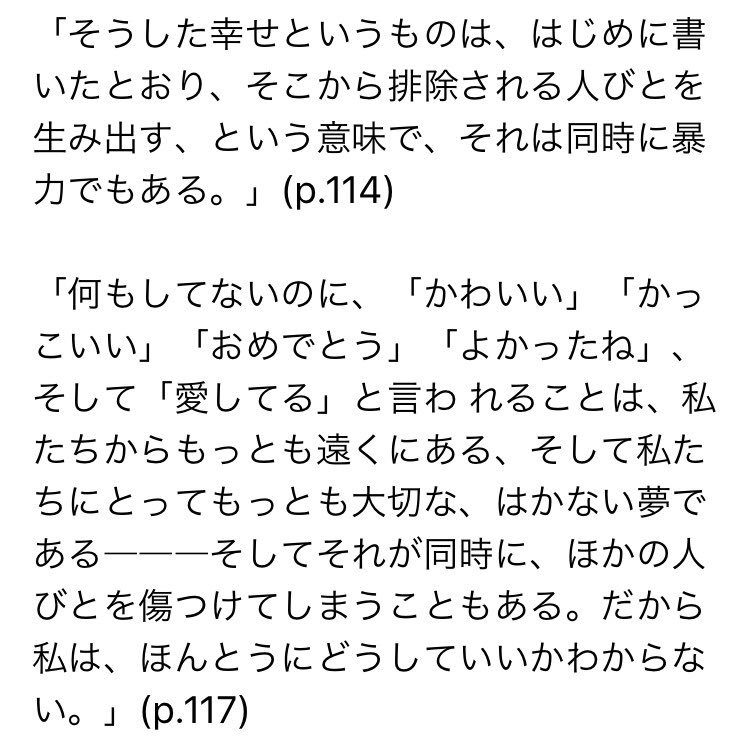 「そうした幸せというものは、はじめに書
いたとおり、そこから排除される人びとを
生み出す、という意味で、それは同時に暴
力でもある。」(p.114)
「何もしてないのに、「かわいい」「かっ
こいい」「おめでとう」「よかったね」、
そして「愛してる」と言わ れることは、私
たちからもっとも遠くにある、そして私た
ちにとってもっとも大切な、はかない夢で
ある───そしてそれが同時に、ほかの人
びとを傷つけてしまうこともある。だから
私は、ほんとうにどうしていいかわからな
い。」(p.117)